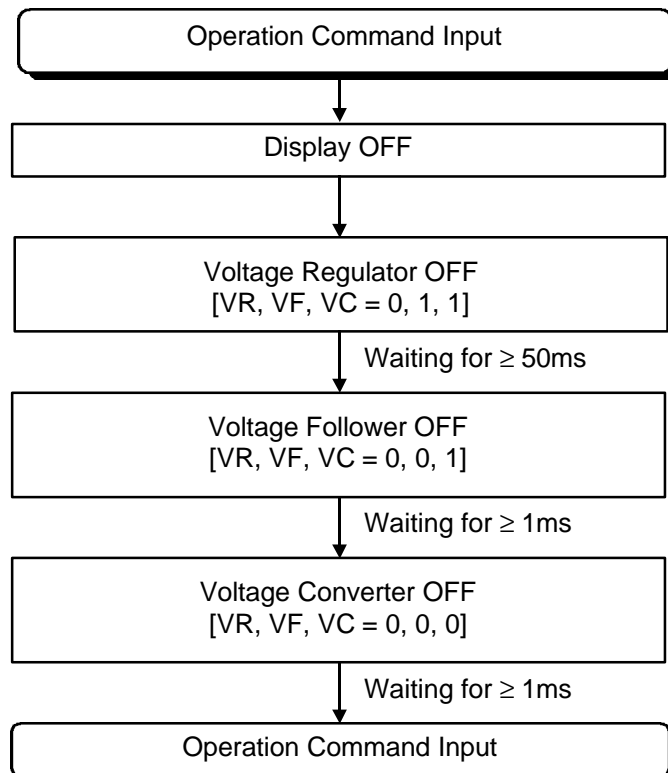 Operation Command Input
Display OFF
Voltage Regulator OFF
[VR, VF, VC = 0, 1, 1]
Waiting for ≥ 50ms
Voltage Follower OFF
[VR, VF, VC = 0, 0, 1]
Waiting for ≥ 1ms
Voltage Converter OFF
[VR, VF, VC = 0, 0, 0]
Waiting for ≥ 1ms
Operation Command Input